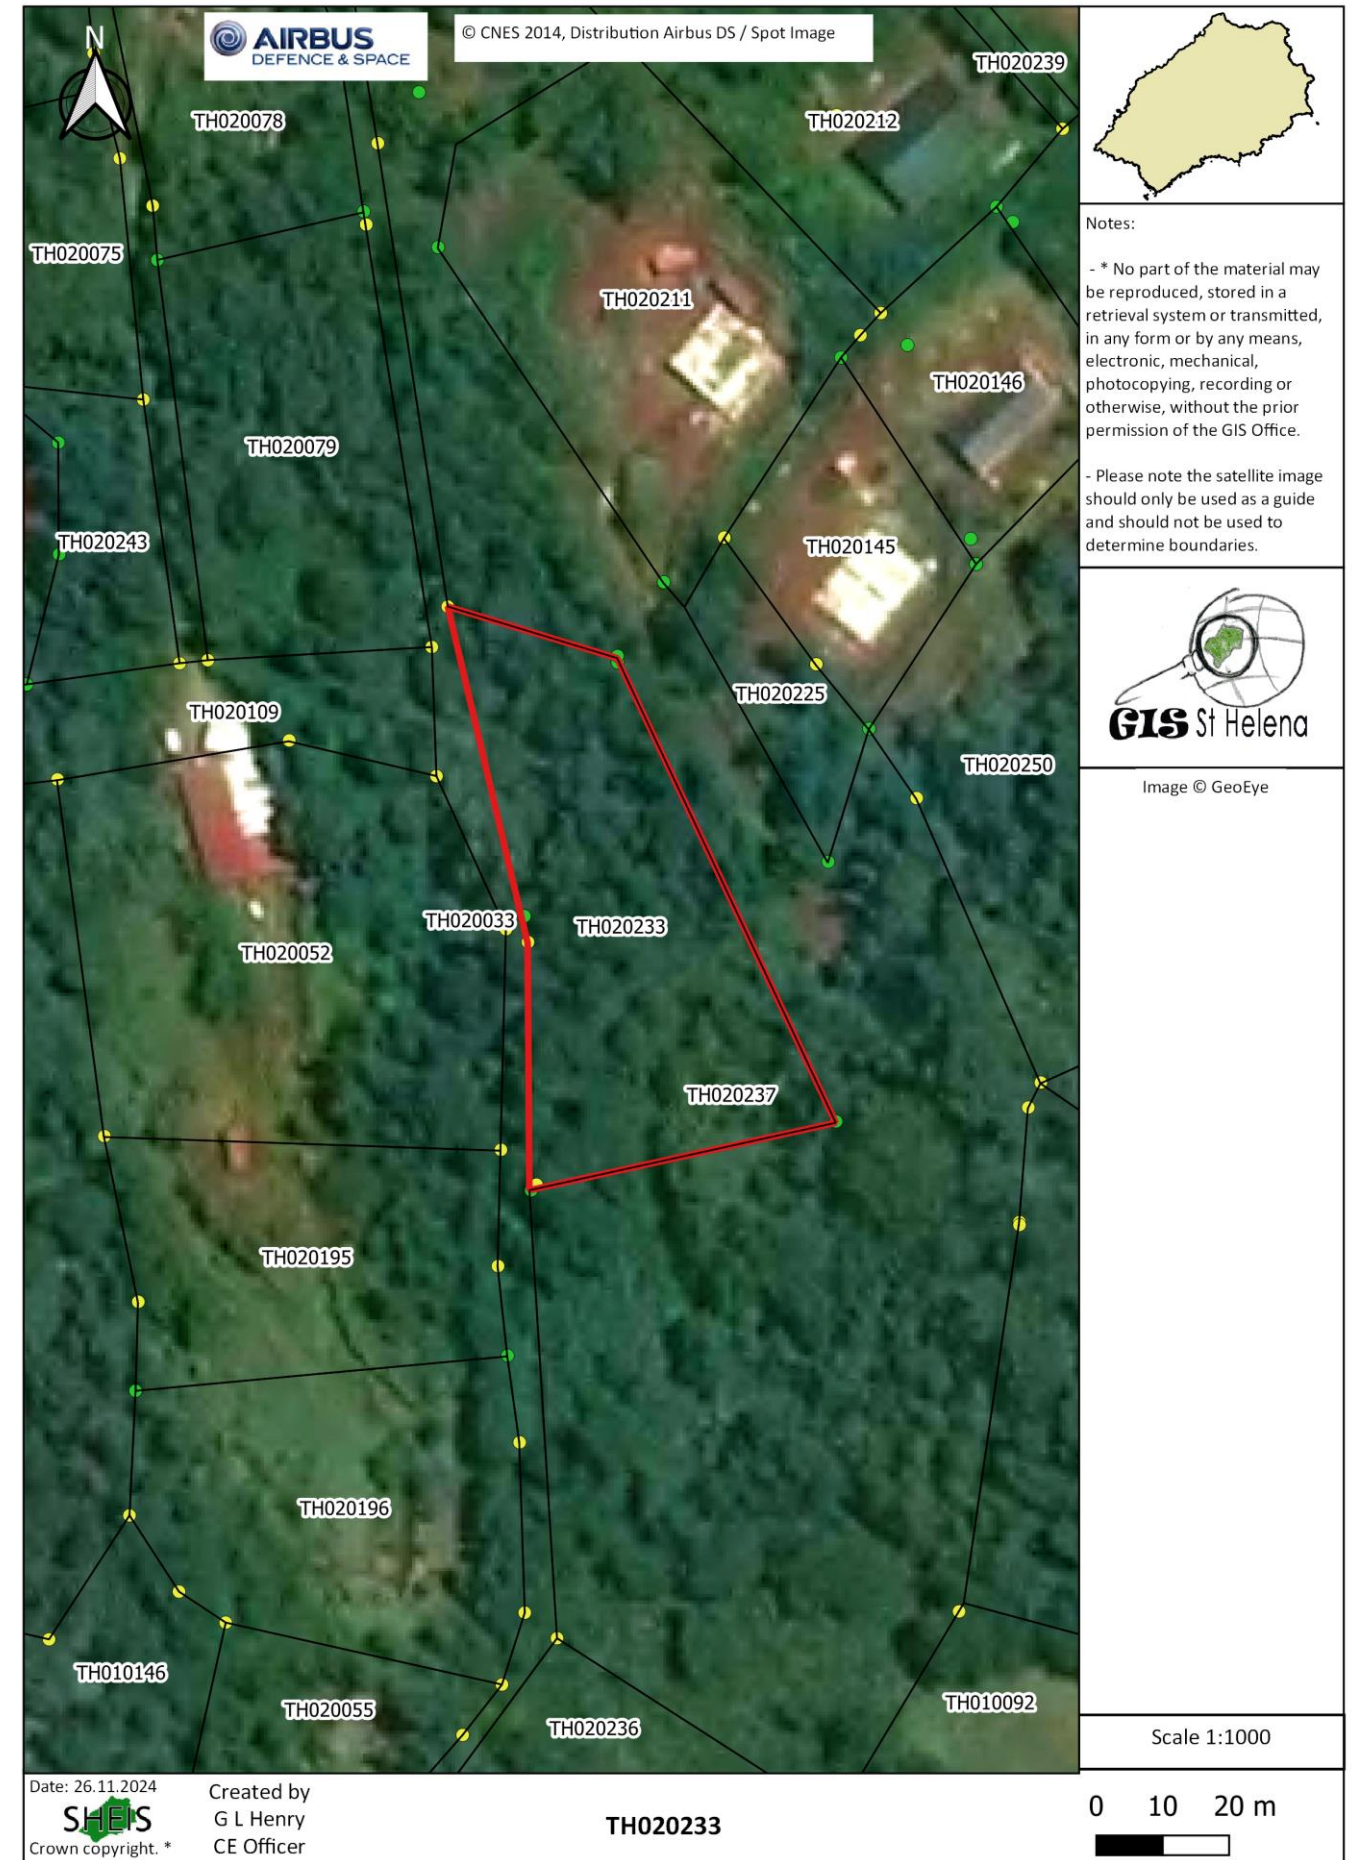 N
AIRBUS
DEFENCE & SPACE
© CNES 2014, Distribution Airbus DS / Spot Image
TH020239
TH020078
TH020212
TH020075
TH020211
TH020146
TH020079
TH020243
TH020145
TH020225
TH020109
TH020250
TH020033
TH020233
TH020052
TH020237
TH020195
TH020196
TH010146
TH020055
TH020236
TH010092
Notes:
- * No part of the material may
be reproduced, stored in a
retrieval system or transmitted,
in any form or by any means,
electronic, mechanical,
photocopying, recording or
otherwise, without the prior
permission of the GIS Office.
- Please note the satellite image
should only be used as a guide
and should not be used to
determine boundaries.
GIS St Helena
Image © GeoEye
Scale 1:1000
0 10 20 m
Date: 26.11.2024
SHEIS
Crown copyright. *
Created by
G L Henry
CE Officer
TH020233